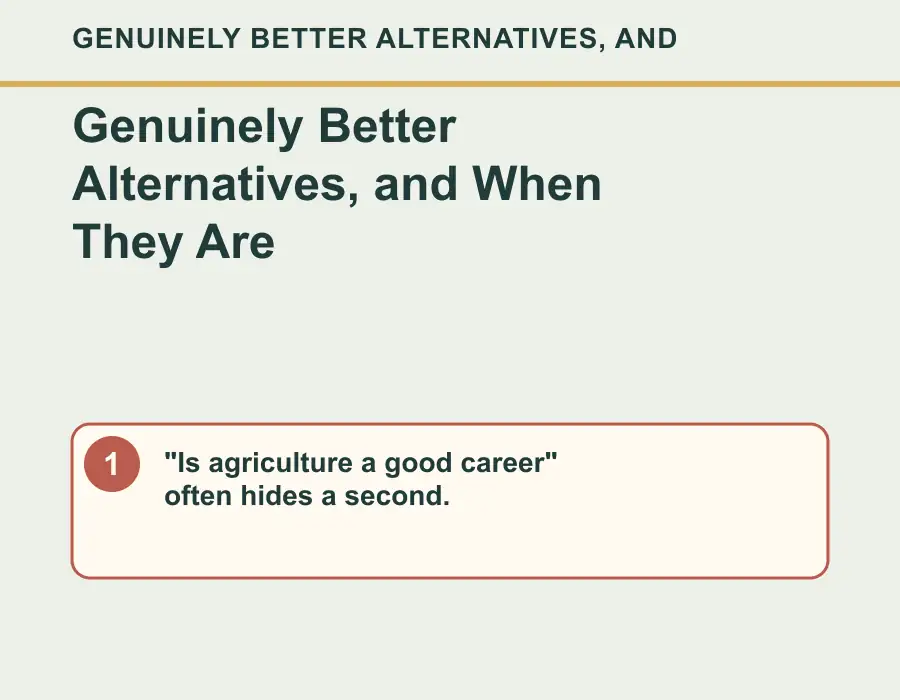 GENUINELY BETTER ALTERNATIVES, AND
Genuinely Better
Alternatives, and When
They Are
1
"Is agriculture a good career"
often hides a second.